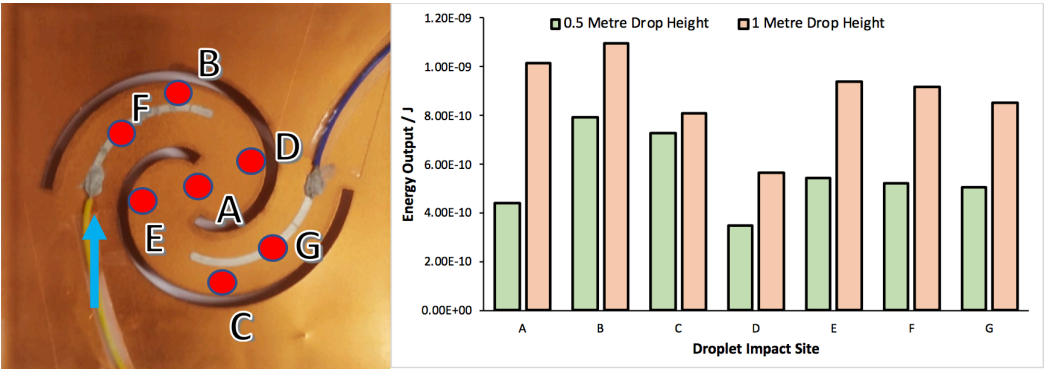 B
F
D
A
E
G
C
0.5 Metre Drop Height
1 Metre Drop Height
1.20E-09
1.00E-09
8.00E-10
6.00E-10
4.00E-10
2.00E-10
0.00E+00
Energy Output / J
A B C D E F G
Droplet Impact Site